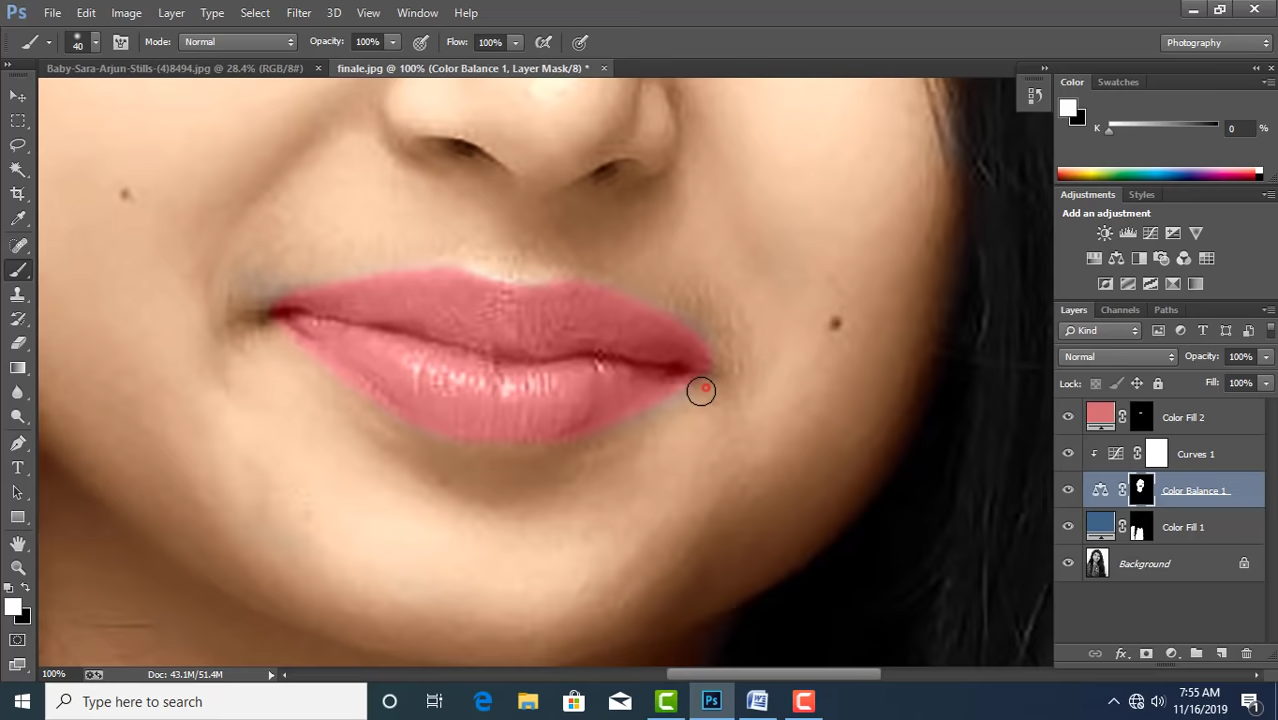 Ps File Edit Image Layer Type Select Filter 3D View Window Help
40 Mode: Normal Opacity: 100% Flow: 100% Photography
Baby-Sara-Arjun-Stills-(4)8494.jpg @ 28.4% (RGB/8#) × finale.jpg @ 100% (Color Balance 1, Layer Mask/8) * ×
Color Swatches
K 0 %
Adjustments Styles
Add an adjustment
Layers Channels Paths
Kind
Normal Opacity: 100%
Lock: Fill: 100%
Color Fill 2
Curves 1
Color Balance 1
Color Fill 1
Background
100% Doc: 43.1M/51.4M
Type here to search
Ps
7:55 AM
11/16/2019
1